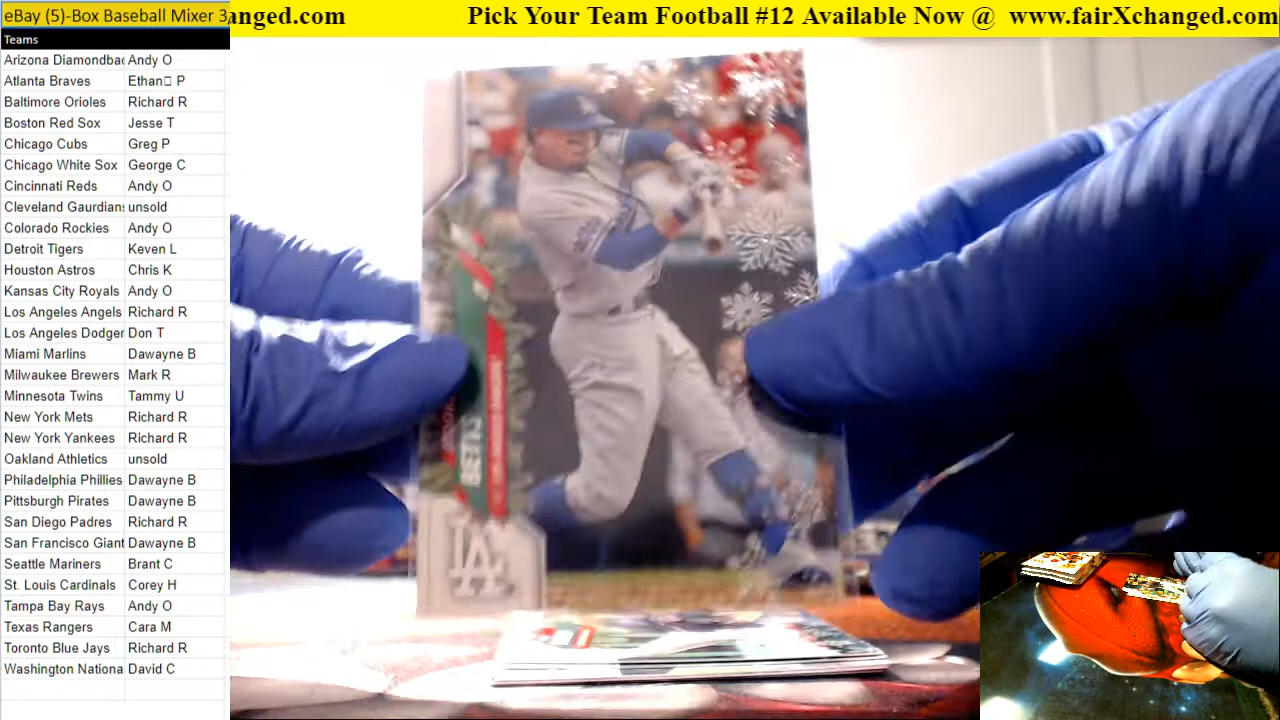 eBay (5)-Box Baseball Mixer 3/
anged.com Pick Your Team Football #12 Available Now @ www.fairXchanged.com
Teams
Arizona Diamondbac Andy O
Atlanta Braves Ethan□ P
Baltimore Orioles Richard R
Boston Red Sox Jesse T
Chicago Cubs Greg P
Chicago White Sox George C
Cincinnati Reds Andy O
Cleveland Gaurdians unsold
Colorado Rockies Andy O
Detroit Tigers Keven L
Houston Astros Chris K
Kansas City Royals Andy O
Los Angeles Angels Richard R
Los Angeles Dodger Don T
Miami Marlins Dawayne B
Milwaukee Brewers Mark R
Minnesota Twins Tammy U
New York Mets Richard R
New York Yankees Richard R
Oakland Athletics unsold
Philadelphia Phillies Dawayne B
Pittsburgh Pirates Dawayne B
San Diego Padres Richard R
San Francisco Giant Dawayne B
Seattle Mariners Brant C
St. Louis Cardinals Corey H
Tampa Bay Rays Andy O
Texas Rangers Cara M
Toronto Blue Jays Richard R
Washington Nationa David C
BETTS
LA